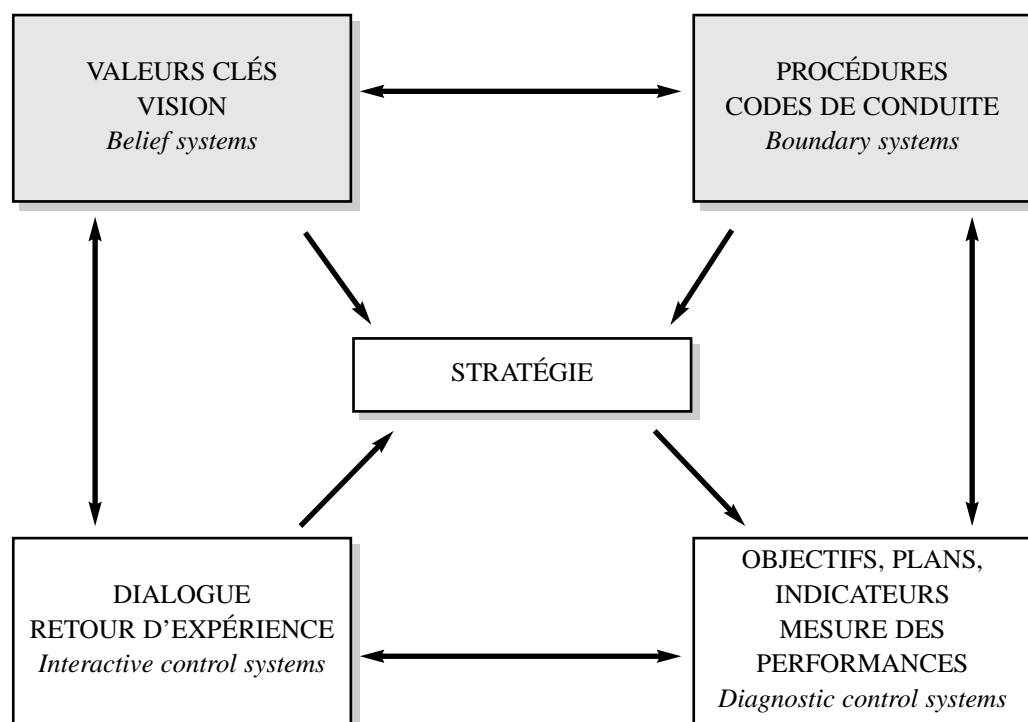 VALEURS CLÉS
VISION
Belief systems
PROCÉDURES
CODES DE CONDUITE
Boundary systems
STRATÉGIE
DIALOGUE
RETOUR D’EXPÉRIENCE
Interactive control systems
OBJECTIFS, PLANS,
INDICATEURS
MESURE DES
PERFORMANCES
Diagnostic control systems